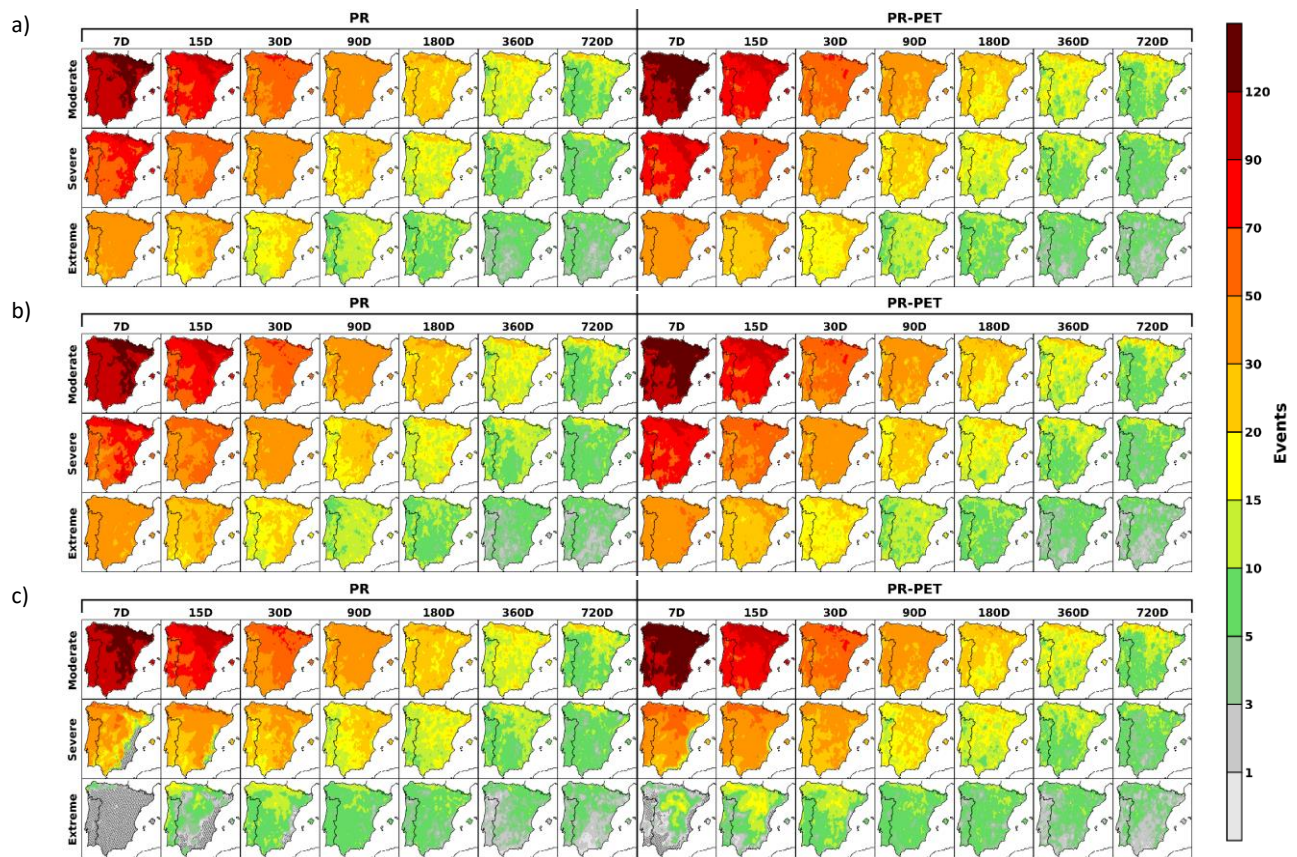 a)
PR PR-PET
7D 15D 30D 90D 180D 360D 720D 7D 15D 30D 90D 180D 360D 720D
Moderate
Severe
Extreme
b)
PR PR-PET
7D 15D 30D 90D 180D 360D 720D 7D 15D 30D 90D 180D 360D 720D
Moderate
Severe
Extreme
c)
PR PR-PET
7D 15D 30D 90D 180D 360D 720D 7D 15D 30D 90D 180D 360D 720D
Moderate
Severe
Extreme
120
90
70
50
30
20
15
10
5
3
1
Events